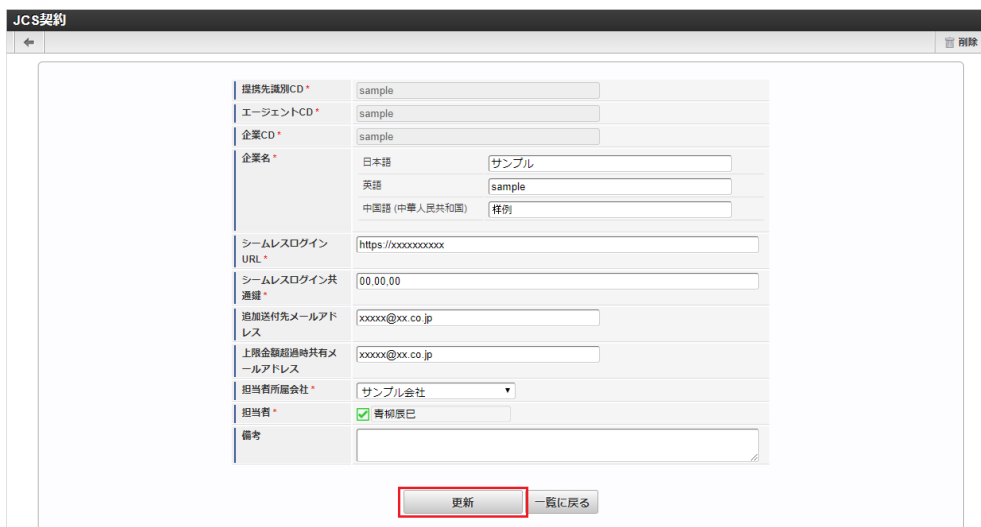 JCS契約
削除
提携先識別CD * sample
エージェントCD * sample
企業CD * sample
企業名 *
日本語 サンプル
英語 sample
中国語 (中華人民共和国) 样例
シームレスログイン
URL *
https://xxxxxxxxxx
シームレスログイン共
通鍵 *
00,00,00
追加送付先メールアド
レス
xxxxx@xx.co.jp
上限金額超過時共有メ
ールアドレス
xxxxx@xx.co.jp
担当者所属会社 * サンプル会社
担当者 * 青柳辰巳
備考
更新 一覧に戻る